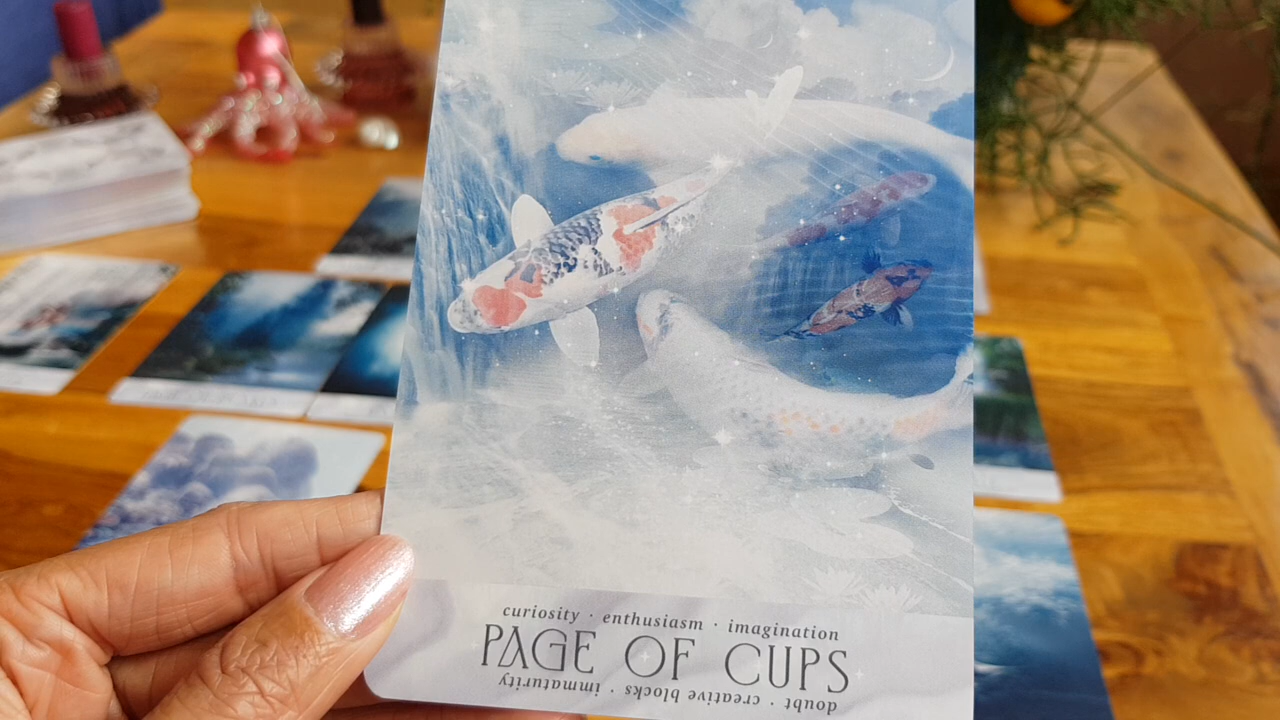 curiosity · enthusiasm · imagination
PAGE OF CUPS
doubt · creative blocks · immaturity